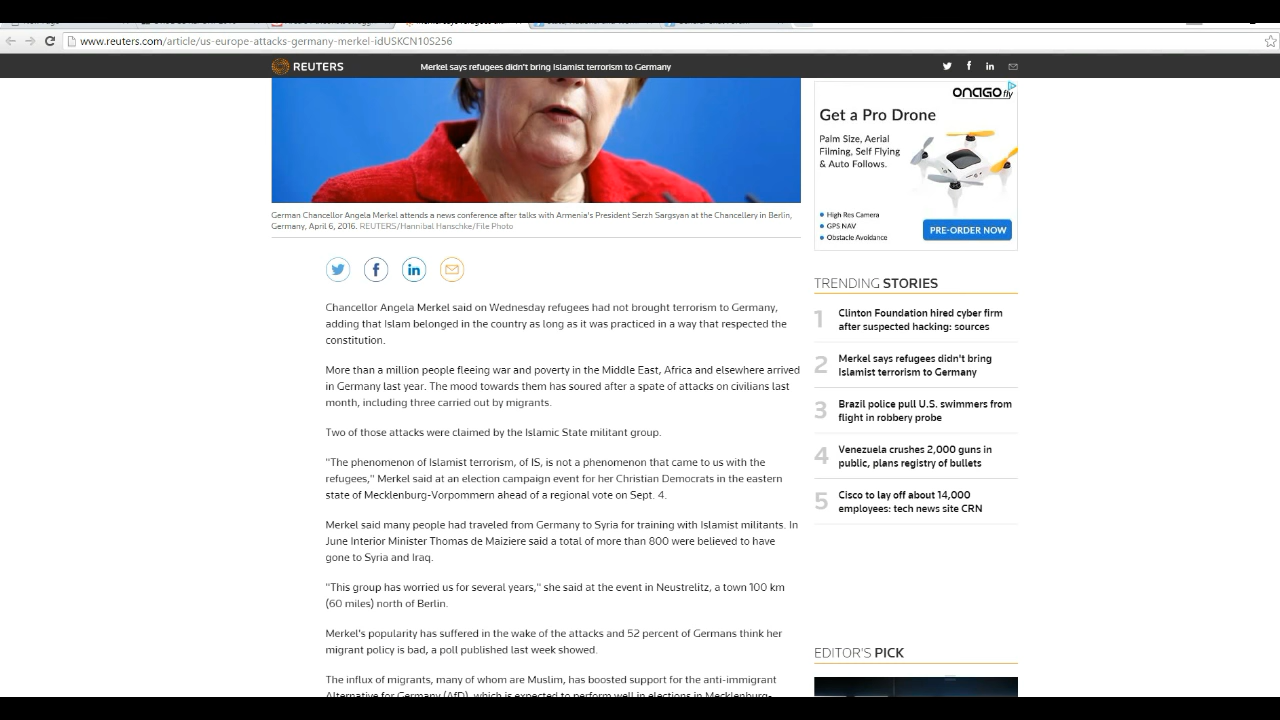 www.reuters.com/article/us-europe-attacks-germany-merkel-idUSKCN10S256
REUTERS
Merkel says refugees didn't bring Islamist terrorism to Germany
German Chancellor Angela Merkel attends a news conference after talks with Armenia's President Serzh Sargsyan at the Chancellery in Berlin,
Germany, April 6, 2016. REUTERS/Hannibal Hanschke/File Photo
Chancellor Angela Merkel said on Wednesday refugees had not brought terrorism to Germany,
adding that Islam belonged in the country as long as it was practiced in a way that respected the
constitution.
More than a million people fleeing war and poverty in the Middle East, Africa and elsewhere arrived
in Germany last year. The mood towards them has soured after a spate of attacks on civilians last
month, including three carried out by migrants.
Two of those attacks were claimed by the Islamic State militant group.
"The phenomenon of Islamist terrorism, of IS, is not a phenomenon that came to us with the
refugees," Merkel said at an election campaign event for her Christian Democrats in the eastern
state of Mecklenburg-Vorpommern ahead of a regional vote on Sept. 4.
Merkel said many people had traveled from Germany to Syria for training with Islamist militants. In
June Interior Minister Thomas de Maiziere said a total of more than 800 were believed to have
gone to Syria and Iraq.
"This group has worried us for several years," she said at the event in Neustrelitz, a town 100 km
(60 miles) north of Berlin.
Merkel's popularity has suffered in the wake of the attacks and 52 percent of Germans think her
migrant policy is bad, a poll published last week showed.
The influx of migrants, many of whom are Muslim, has boosted support for the anti-immigrant
Alternative for Germany (AfD), which is expected to perform well in elections in Mecklenburg-
onago fly
Get a Pro Drone
Palm Size, Aerial
Filming, Self Flying
& Auto Follows.
• High Res Camera
• GPS NAV
• Obstacle Avoidance
PRE-ORDER NOW
TRENDING STORIES
1 Clinton Foundation hired cyber firm
after suspected hacking: sources
2 Merkel says refugees didn't bring
Islamist terrorism to Germany
3 Brazil police pull U.S. swimmers from
flight in robbery probe
4 Venezuela crushes 2,000 guns in
public, plans registry of bullets
5 Cisco to lay off about 14,000
employees: tech news site CRN
EDITOR'S PICK